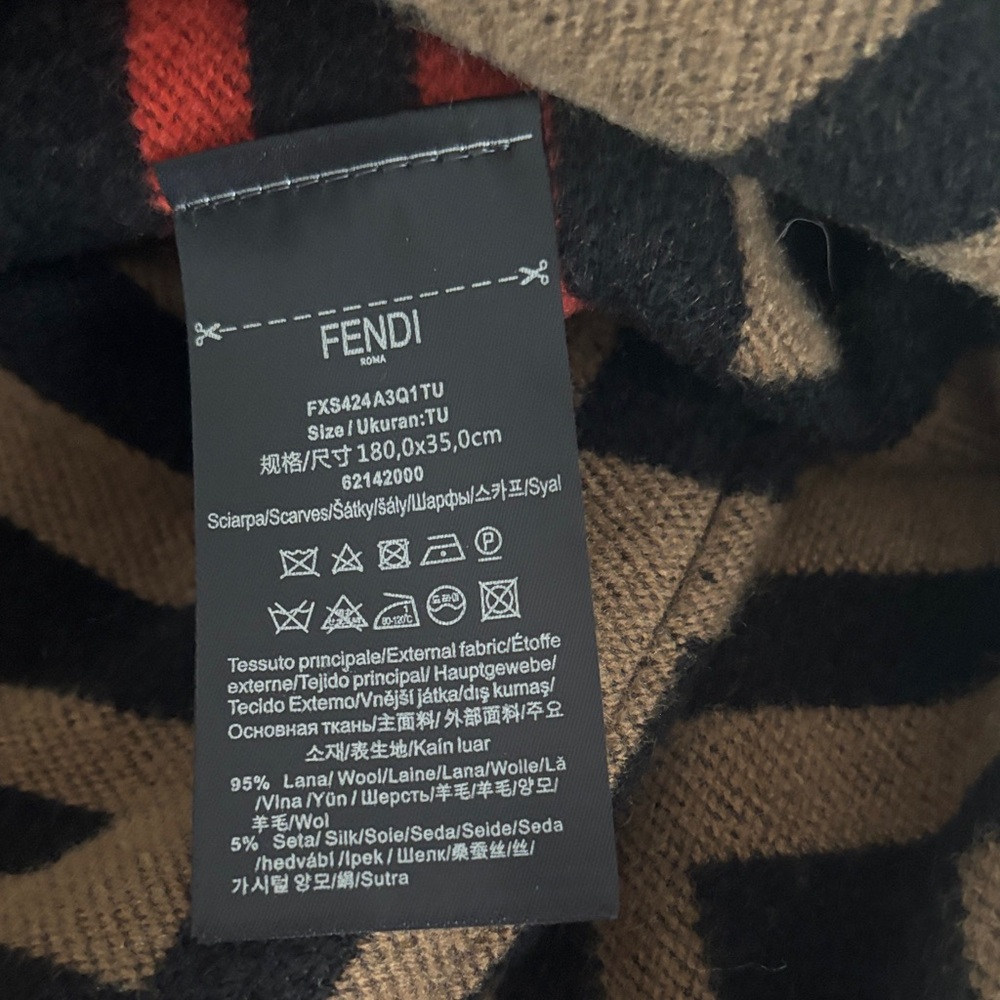 FENDI
ROMA
FXS424A3Q1TU
Size / Ukuran:TU
规格/尺寸 180,0x35,0cm
62142000
Sciarpa/Scarves/Šátky/šály/Шарфы/스카프/Syal
P
80-120℃
Tessuto principale/External fabric/Étoffe
externe/Tejido principal/ Hauptgewebe/
Tecido Externo/Vnější játka/dış kumaş/
Основная ткань/主面料/ 外部面料/주요
소재/表生地/Kain luar
95% Lana/ Wool/Laine/Lana/Wolle/Lã
/Vlna /Yün / Шерсть/羊毛/羊毛/양모/
羊毛/Wol
5% Seta/ Silk/Soie/Seda/Seide/Seda
/hedvábí /Ipek / Шелк/桑蚕丝/丝/
가시털 양모/絹/Sutra